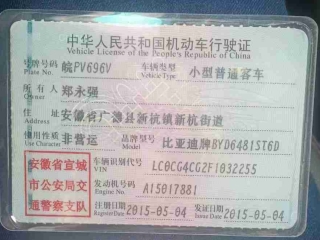 中华人民共和国机动车行驶证
Vehicle License of the People's Republic of China
号牌号码 皖PV696V 车辆类型 小型普通客车
Plate No. Vehicle Type
所有人 郑永强
Owner
住址 安徽省广德县新杭镇新杭街道
Address
使用性质 非营运 品牌型号 比亚迪牌BYD6481ST6D
Use Character Model
安徽省宣城 车辆识别代号 LC0CG4CG2F1032255
VIN
市公安局交 发动机号码 A15017881
Engine No.
通警察支队 注册日期 2015-05-04 发证日期 2015-05-04
Register Date Issue Date